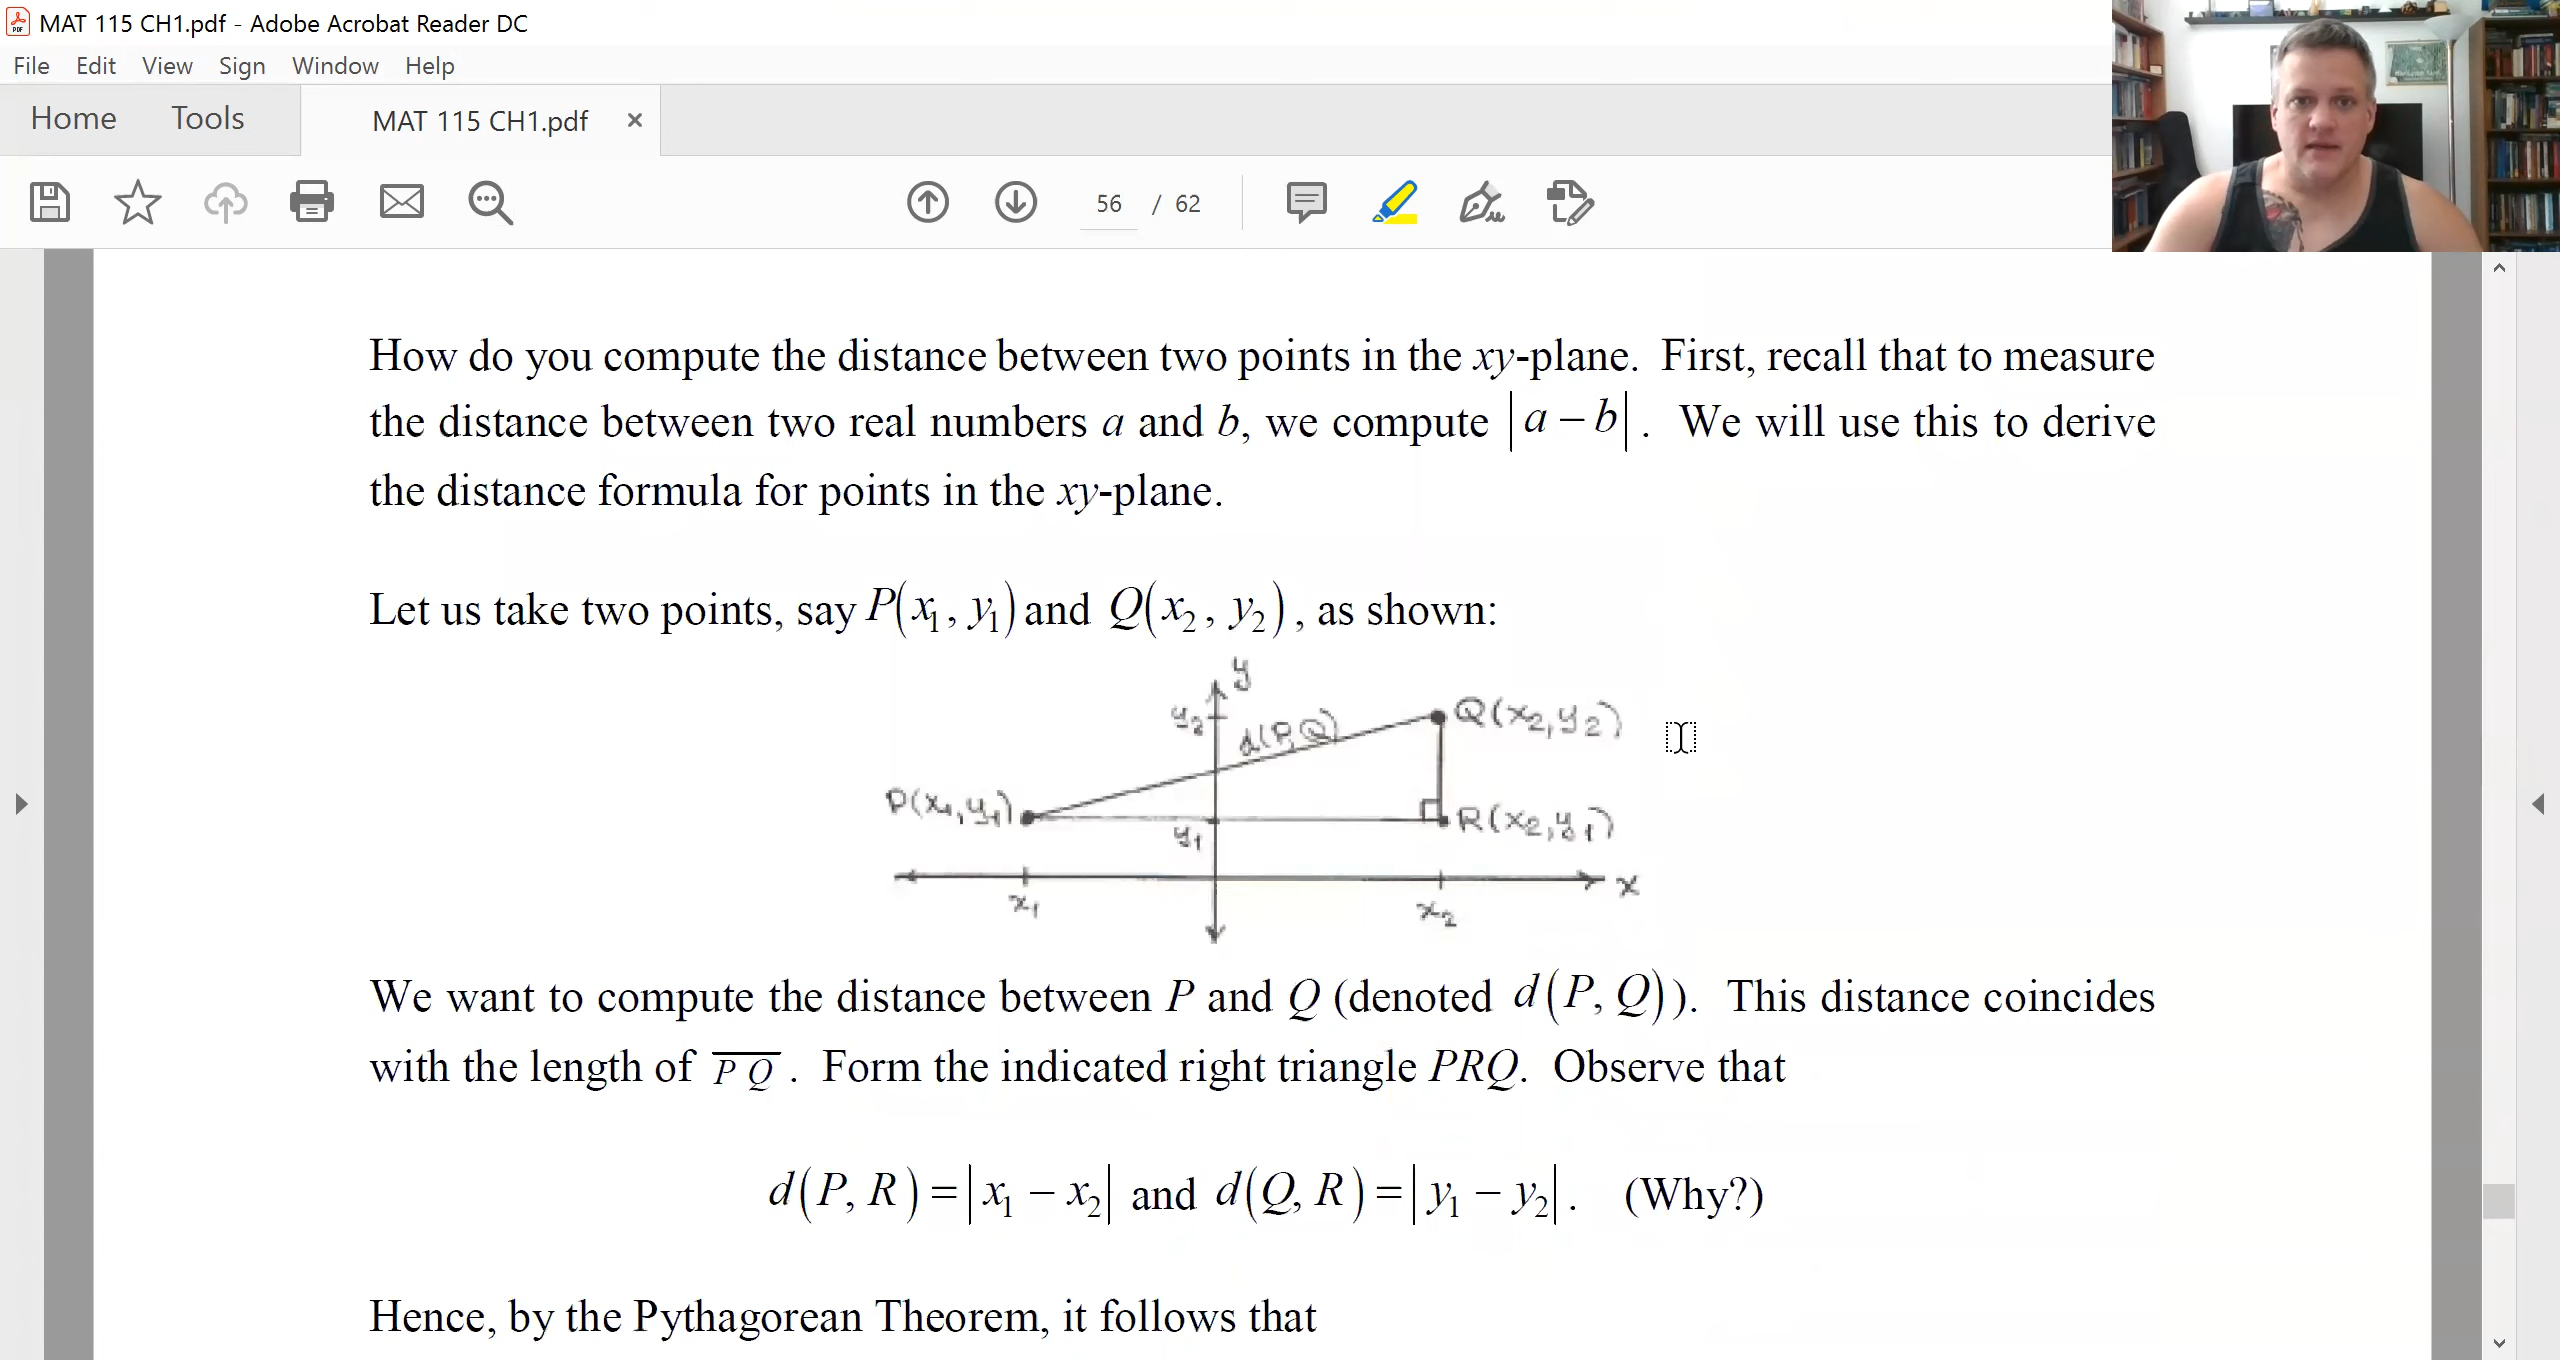 MAT 115 CH1.pdf - Adobe Acrobat Reader DC
File Edit View Sign Window Help
Home Tools MAT 115 CH1.pdf ×
56 / 62
How do you compute the distance between two points in the xy-plane. First, recall that to measure
the distance between two real numbers a and b, we compute |a − b|. We will use this to derive
the distance formula for points in the xy-plane.
Let us take two points, say P(x₁, y₁) and Q(x₂, y₂), as shown:
y
y₂
d(P,Q)
Q(x₂,y₂)
P(x₁,y₁)
y₁
R(x₂,y₁)
x
x₁
x₂
We want to compute the distance between P and Q (denoted d(P, Q)). This distance coincides
with the length of P̅ Q̅. Form the indicated right triangle PRQ. Observe that
d(P, R) = |x₁ − x₂| and d(Q, R) = |y₁ − y₂|. (Why?)
Hence, by the Pythagorean Theorem, it follows that